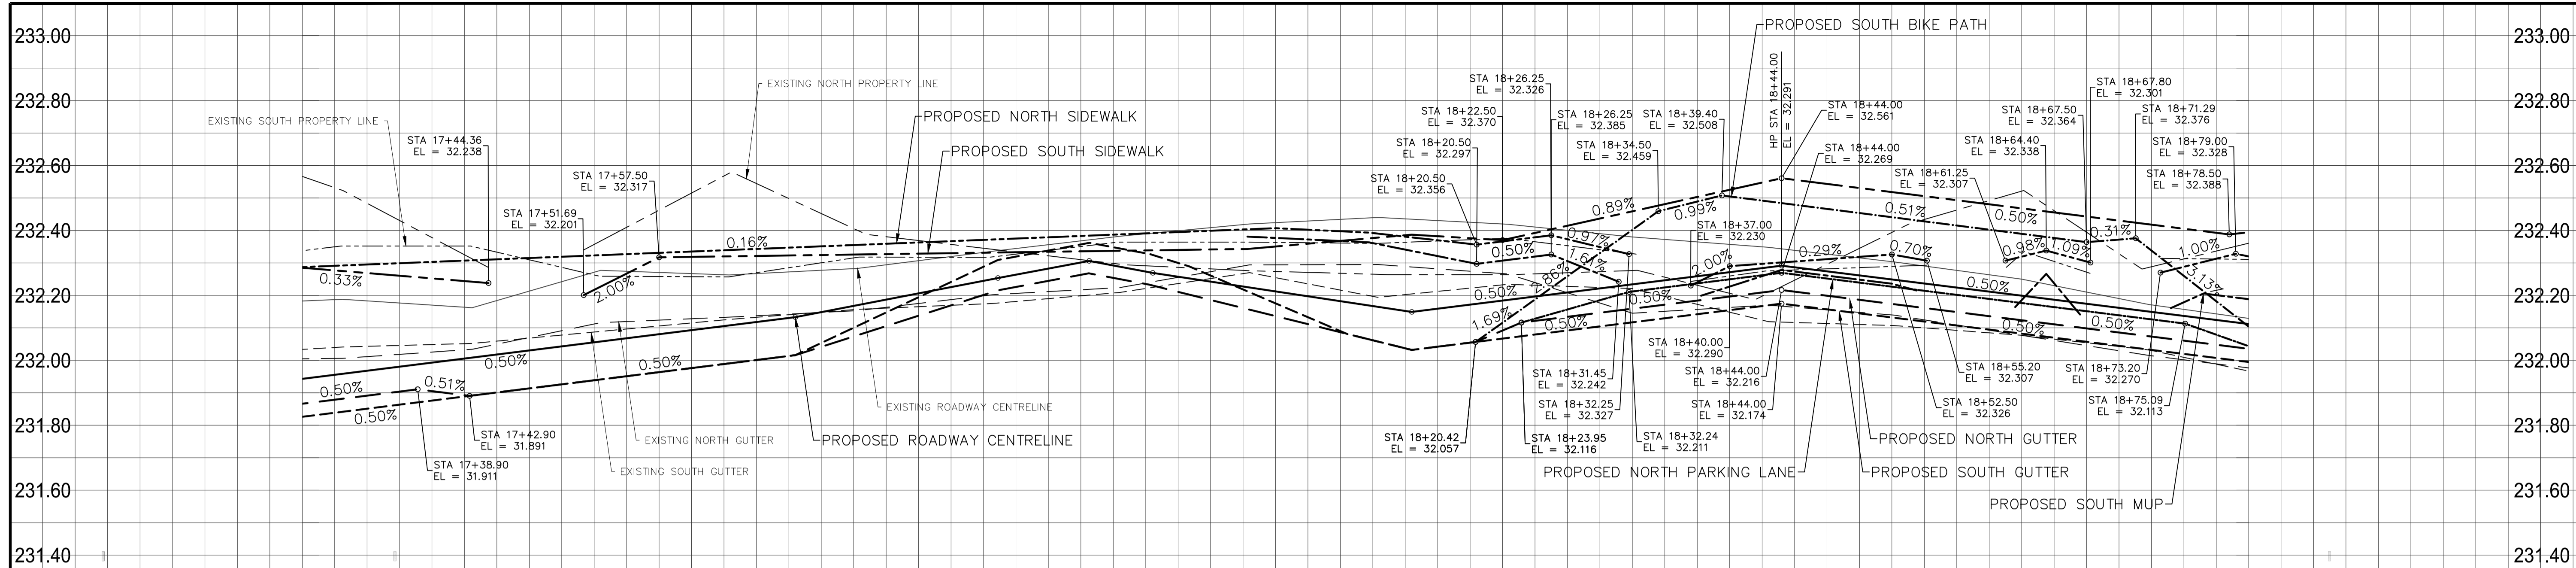 233.00
232.80
232.60
232.40
232.20
232.00
231.80
231.60
231.40
EXISTING SOUTH PROPERTY LINE
STA 17+44.36
EL = 32.238
STA 17+51.69
EL = 32.201
STA 17+57.50
EL = 32.317
EXISTING NORTH PROPERTY LINE
PROPOSED NORTH SIDEWALK
PROPOSED SOUTH SIDEWALK
0.16%
0.33%
2.00%
0.50%
0.50%
0.50%
0.51%
0.50%
STA 17+42.90
EL = 31.891
STA 17+38.90
EL = 31.911
EXISTING NORTH GUTTER
EXISTING SOUTH GUTTER
PROPOSED ROADWAY CENTRELINE
EXISTING ROADWAY CENTRELINE
STA 18+26.25
EL = 32.326
STA 18+22.50
EL = 32.370
STA 18+20.50
EL = 32.297
STA 18+20.50
EL = 32.356
STA 18+26.25
EL = 32.385
STA 18+34.50
EL = 32.459
STA 18+39.40
EL = 32.508
PROPOSED SOUTH BIKE PATH
HP STA 18+44.00
EL = 32.291
STA 18+44.00
EL = 32.561
STA 18+44.00
EL = 32.269
STA 18+37.00
EL = 32.230
0.89%
0.99%
0.97%
0.50%
1.61%
2.86%
2.00%
0.50%
1.69%
0.50%
0.50%
0.29%
0.70%
0.51%
0.50%
0.98%
1.09%
0.31%
1.00%
3.13%
0.50%
0.50%
0.50%
STA 18+61.25
EL = 32.307
STA 18+64.40
EL = 32.338
STA 18+67.50
EL = 32.364
STA 18+67.80
EL = 32.301
STA 18+71.29
EL = 32.376
STA 18+79.00
EL = 32.328
STA 18+78.50
EL = 32.388
STA 18+40.00
EL = 32.290
STA 18+31.45
EL = 32.242
STA 18+32.25
EL = 32.327
STA 18+44.00
EL = 32.216
STA 18+44.00
EL = 32.174
STA 18+20.42
EL = 32.057
STA 18+23.95
EL = 32.116
STA 18+32.24
EL = 32.211
STA 18+55.20
EL = 32.307
STA 18+52.50
EL = 32.326
STA 18+73.20
EL = 32.270
STA 18+75.09
EL = 32.113
PROPOSED NORTH GUTTER
PROPOSED NORTH PARKING LANE
PROPOSED SOUTH GUTTER
PROPOSED SOUTH MUP
233.00
232.80
232.60
232.40
232.20
232.00
231.80
231.60
231.40